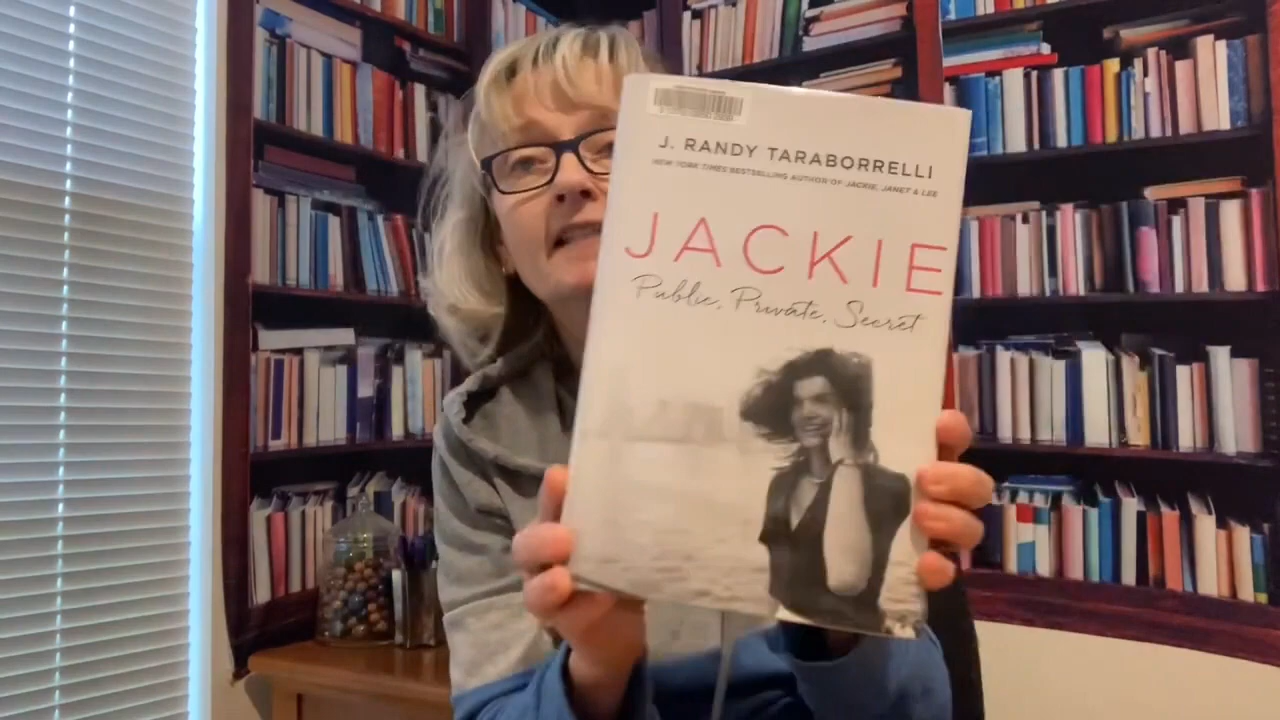 J. RANDY TARABORRELLI
NEW YORK TIMES BESTSELLING AUTHOR OF JACKIE, JANET & LEE
JACKIE
Public, Private, Secret